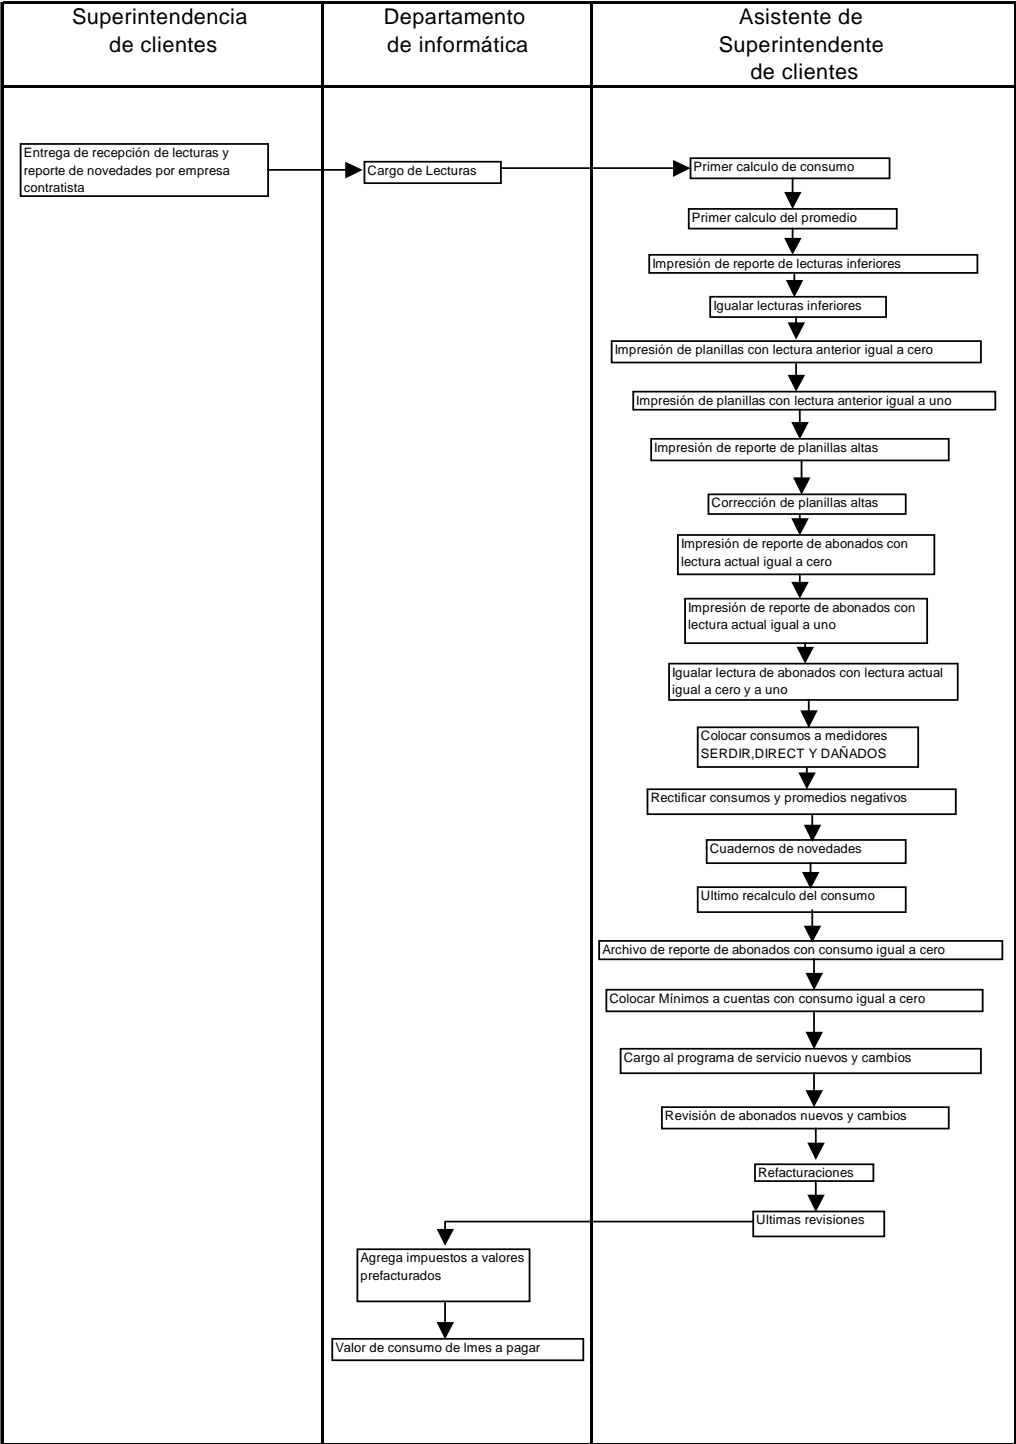 Superintendencia
de clientes
Departamento
de informática
Asistente de
Superintendente
de clientes
Entrega de recepción de lecturas y
reporte de novedades por empresa
contratista
Cargo de Lecturas
Primer calculo de consumo
Primer calculo del promedio
Impresión de reporte de lecturas inferiores
Igualar lecturas inferiores
Impresión de planillas con lectura anterior igual a cero
Impresión de planillas con lectura anterior igual a uno
Impresión de reporte de planillas altas
Corrección de planillas altas
Impresión de reporte de abonados con
lectura actual igual a cero
Impresión de reporte de abonados con
lectura actual igual a uno
Igualar lectura de abonados con lectura actual
igual a cero y a uno
Colocar consumos a medidores
SERDIR,DIRECT Y DAÑADOS
Rectificar consumos y promedios negativos
Cuadernos de novedades
Ultimo recalculo del consumo
Archivo de reporte de abonados con consumo igual a cero
Colocar Mínimos a cuentas con consumo igual a cero
Cargo al programa de servicio nuevos y cambios
Revisión de abonados nuevos y cambios
Refacturaciones
Ultimas revisiones
Agrega impuestos a valores
prefacturados
Valor de consumo de lmes a pagar